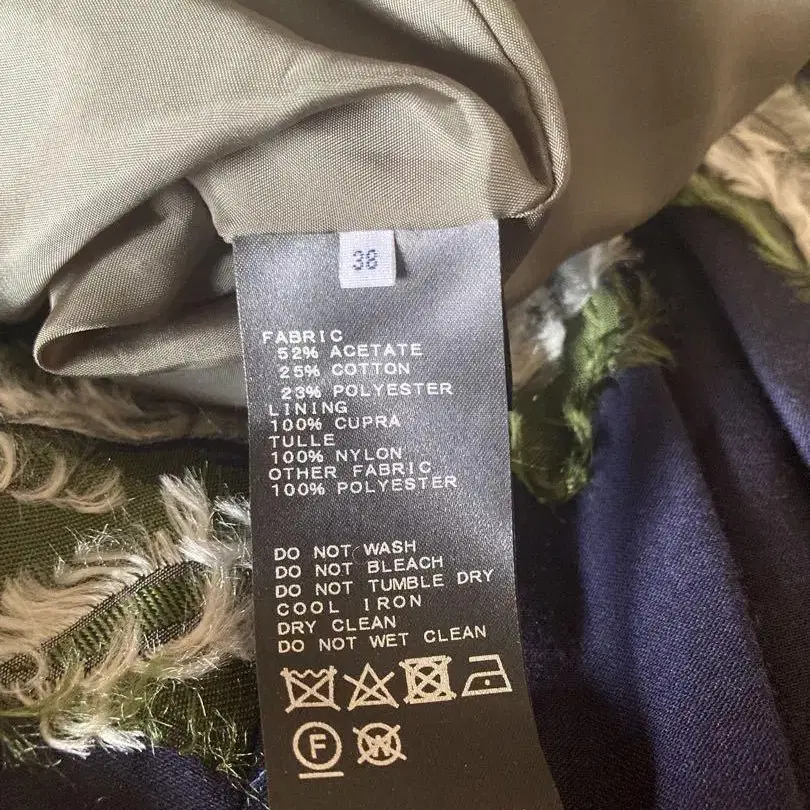 38
FABRIC
52% ACETATE
25% COTTON
23% POLYESTER
LINING
100% CUPRA
TULLE
100% NYLON
OTHER FABRIC
100% POLYESTER
DO NOT WASH
DO NOT BLEACH
DO NOT TUMBLE DRY
COOL IRON
DRY CLEAN
DO NOT WET CLEAN
F W